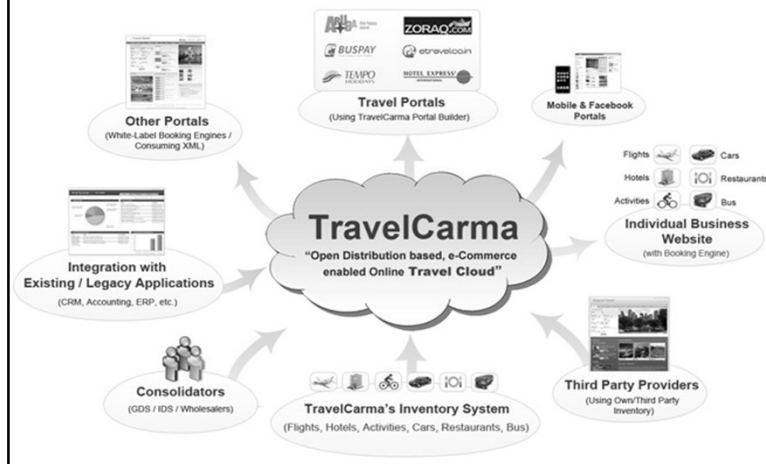 ZORAQ.COM
BUSPAY
etravelco.in
TEMPO
HOLIDAYS
HOTEL EXPRESS
INTERNATIONAL
Travel Portals
(Using TravelCarma Portal Builder)
Other Portals
(White-Label Booking Engines /
Consuming XML)
Mobile & Facebook
Portals
Flights
Cars
Hotels
Restaurants
Activities
Bus
Individual Business
Website
(with Booking Engine)
TravelCarma
“Open Distribution based, e-Commerce
enabled Online Travel Cloud”
Integration with
Existing / Legacy Applications
(CRM, Accounting, ERP, etc.)
Consolidators
(GDS / IDS / Wholesalers)
TravelCarma's Inventory System
(Flights, Hotels, Activities, Cars, Restaurants, Bus)
Third Party Providers
(Using Own/Third Party
Inventory)